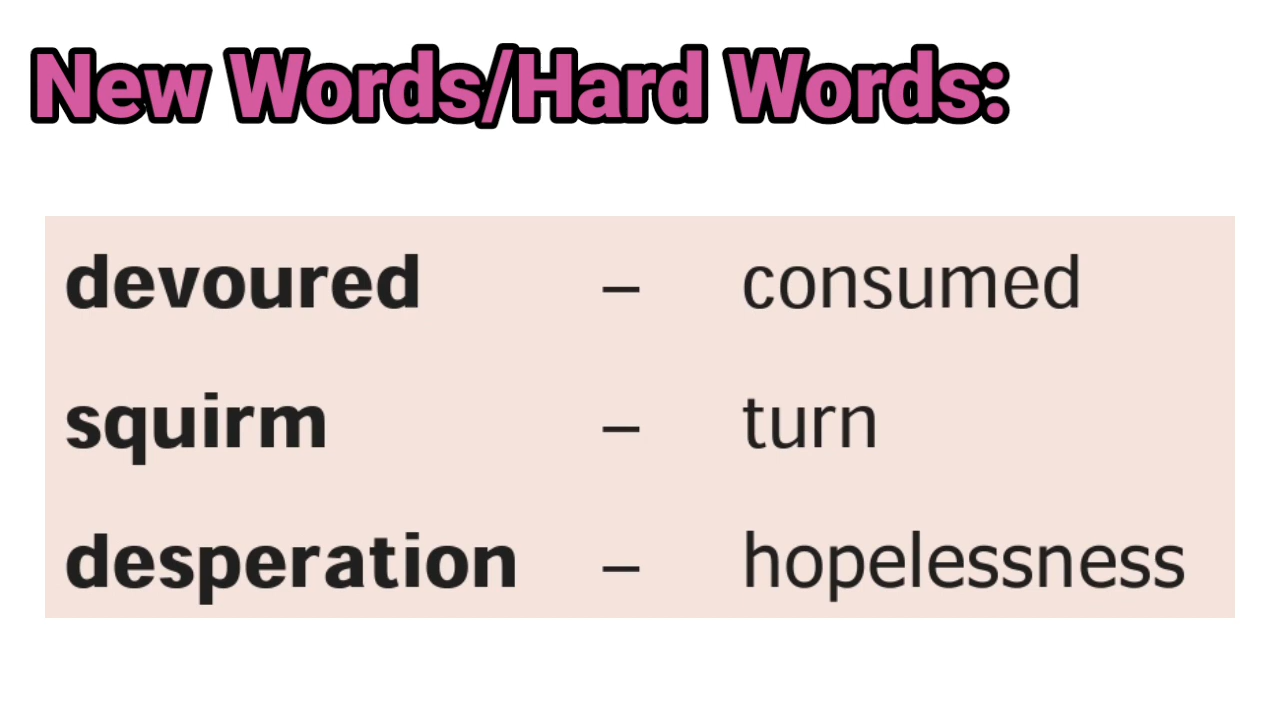 New Words/Hard Words:
devoured – consumed
squirm – turn
desperation – hopelessness